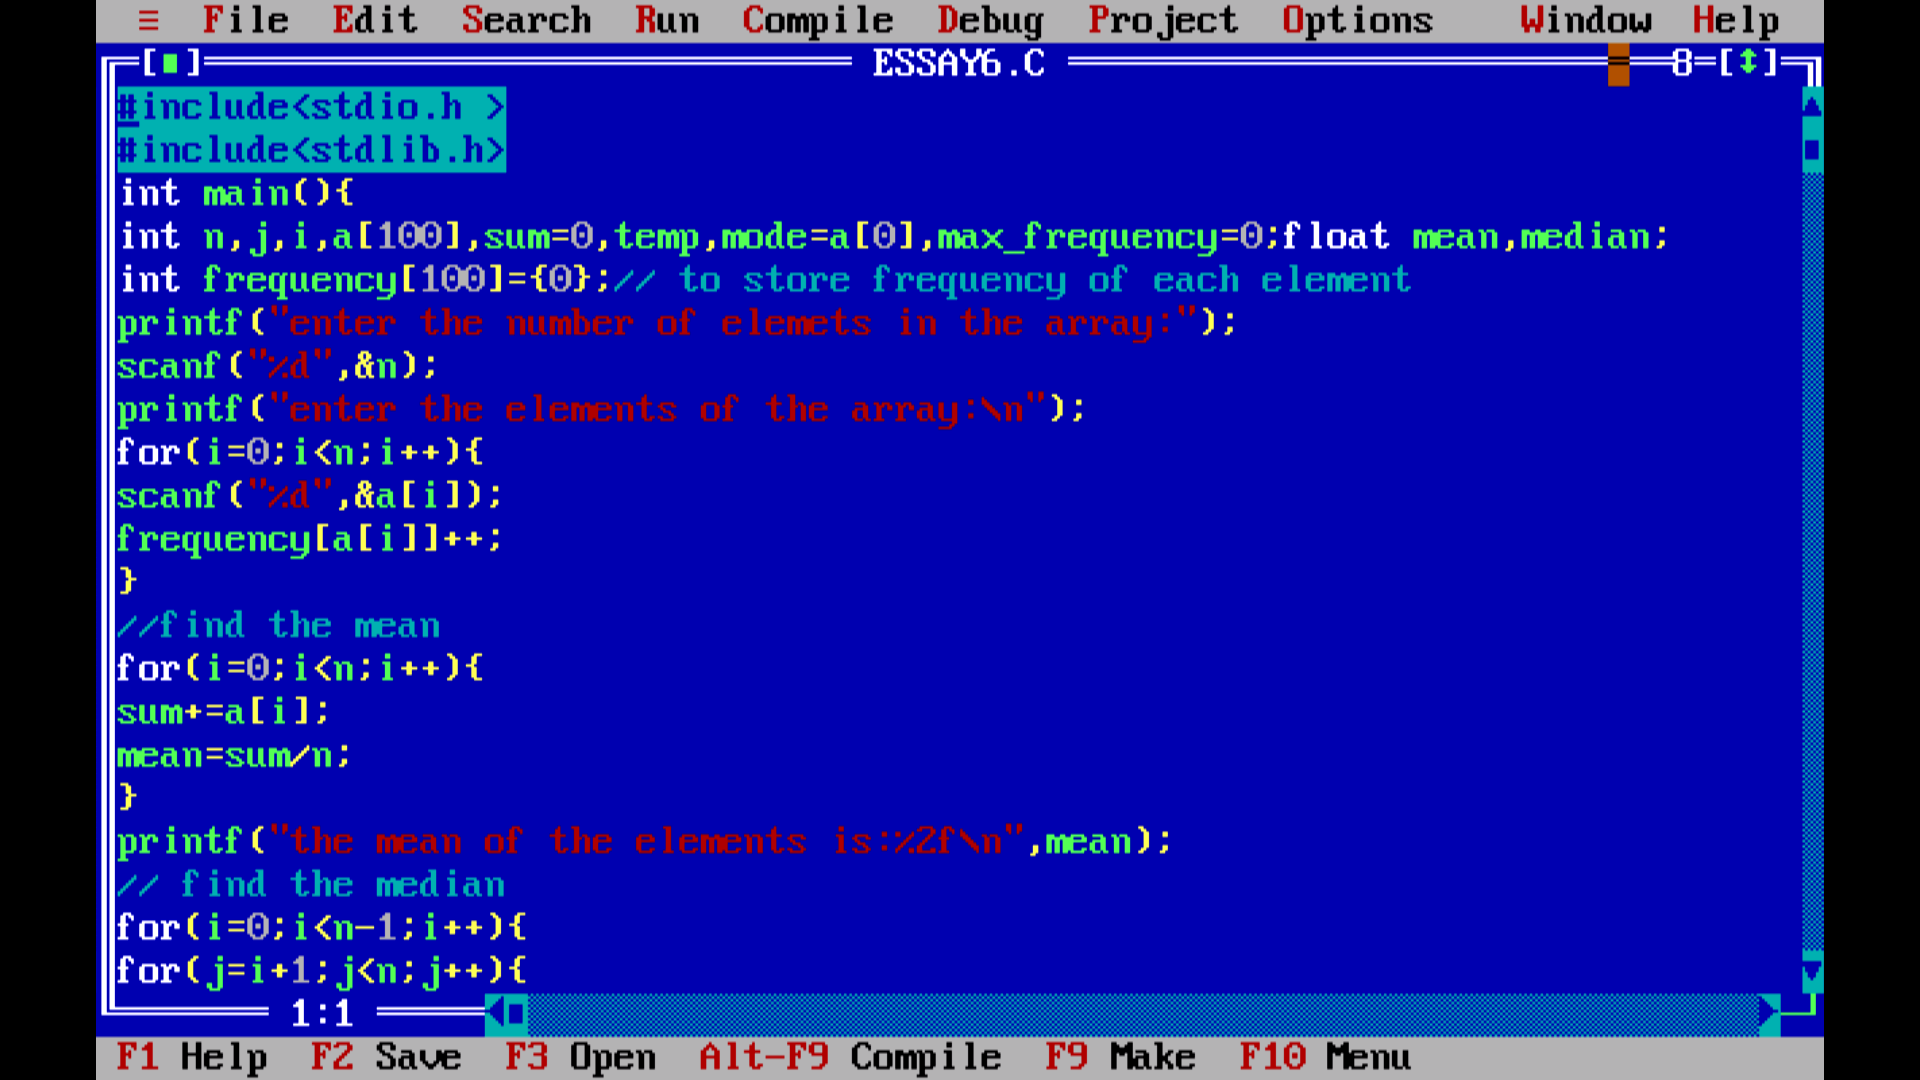 ≡ File Edit Search Run Compile Debug Project Options Window Help
[■] ESSAY6.C 8=[↕]
#include<stdio.h >
#include<stdlib.h>
int main(){
int n,j,i,a[100],sum=0,temp,mode=a[0],max_frequency=0;float mean,median;
int frequency[100]={0};// to store frequency of each element
printf("enter the number of elemets in the array:");
scanf("%d",&n);
printf("enter the elements of the array:\n");
for(i=0;i<n;i++){
scanf("%d",&a[i]);
frequency[a[i]]++;
}
//find the mean
for(i=0;i<n;i++){
sum+=a[i];
mean=sum/n;
}
printf("the mean of the elements is:%2f\n",mean);
// find the median
for(i=0;i<n-1;i++){
for(j=i+1;j<n;j++){
1:1
F1 Help F2 Save F3 Open Alt-F9 Compile F9 Make F10 Menu